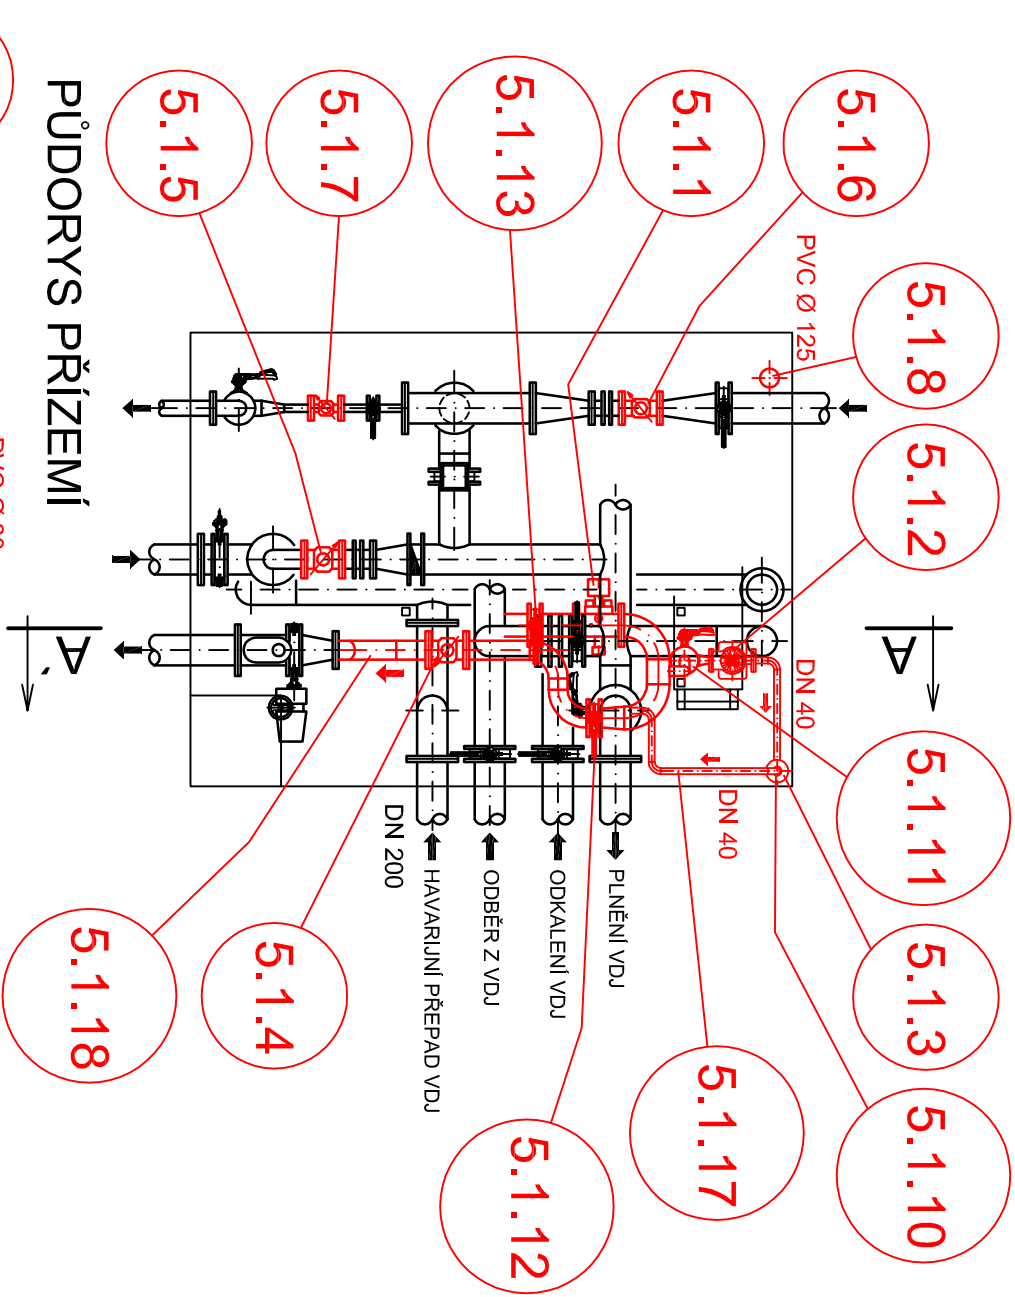 PŮDORYS PŘÍZEMÍ
5.1.5
5.1.7
5.1.13
5.1.1
5.1.6
PVC Ø 125
5.1.8
5.1.2
A
A´
DN 40
DN 40
5.1.11
DN 200
PLNĚNÍ VDJ
ODKALENÍ VDJ
ODBĚR Z VDJ
HAVARIJNÍ PŘEPAD VDJ
5.1.18
5.1.4
5.1.3
5.1.10
5.1.17
5.1.12